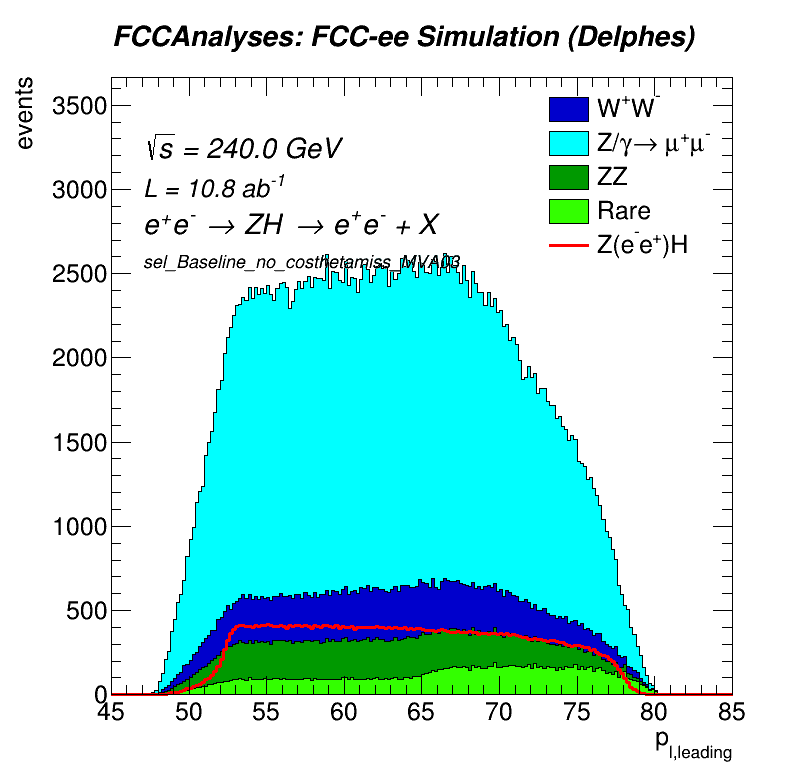 FCCAnalyses: FCC-ee Simulation (Delphes)
events
√s = 240.0 GeV
L = 10.8 ab⁻¹
e⁺e⁻ → ZH → e⁺e⁻ + X
sel_Baseline_no_costhetamiss_MVA03
W⁺W⁻
Z/γ→ μ⁺μ⁻
ZZ
Rare
Z(e⁻e⁺)H
3500
3000
2500
2000
1500
1000
500
0
45 50 55 60 65 70 75 80 85
p_l,leading